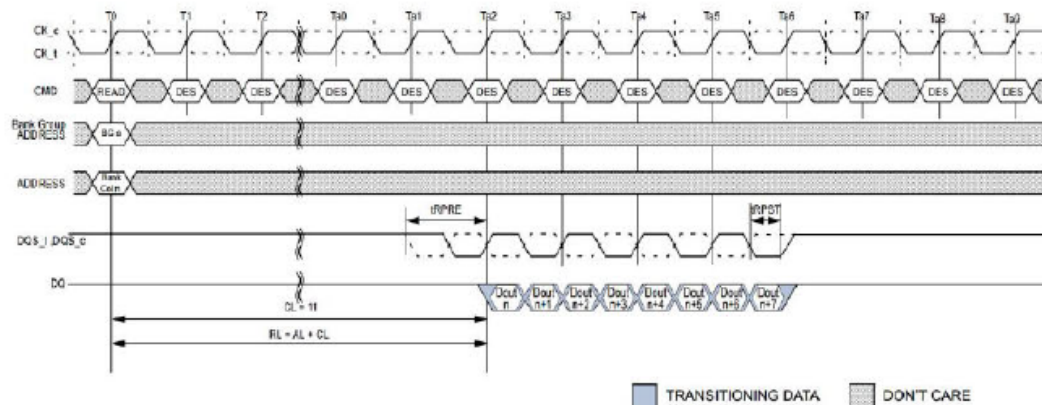 T0 T1 T2 Ta0 Ta1 Ta2 Ta3 Ta4 Ta5 Ta6 Ta7 Ta8 Ta9
CK_c
CK_t
CMD READ DES DES DES DES DES DES DES DES DES DES DES DES
Bank Group
ADDRESS BG a
ADDRESS Bank
Coln
tRPRE tRPST
DQS_t ,DQS_c
DQ Dout Dout Dout Dout Dout Dout Dout Dout
n n+1 n+2 n+3 n+4 n+5 n+6 n+7
CL = 11
RL = AL + CL
TRANSITIONING DATA DON'T CARE